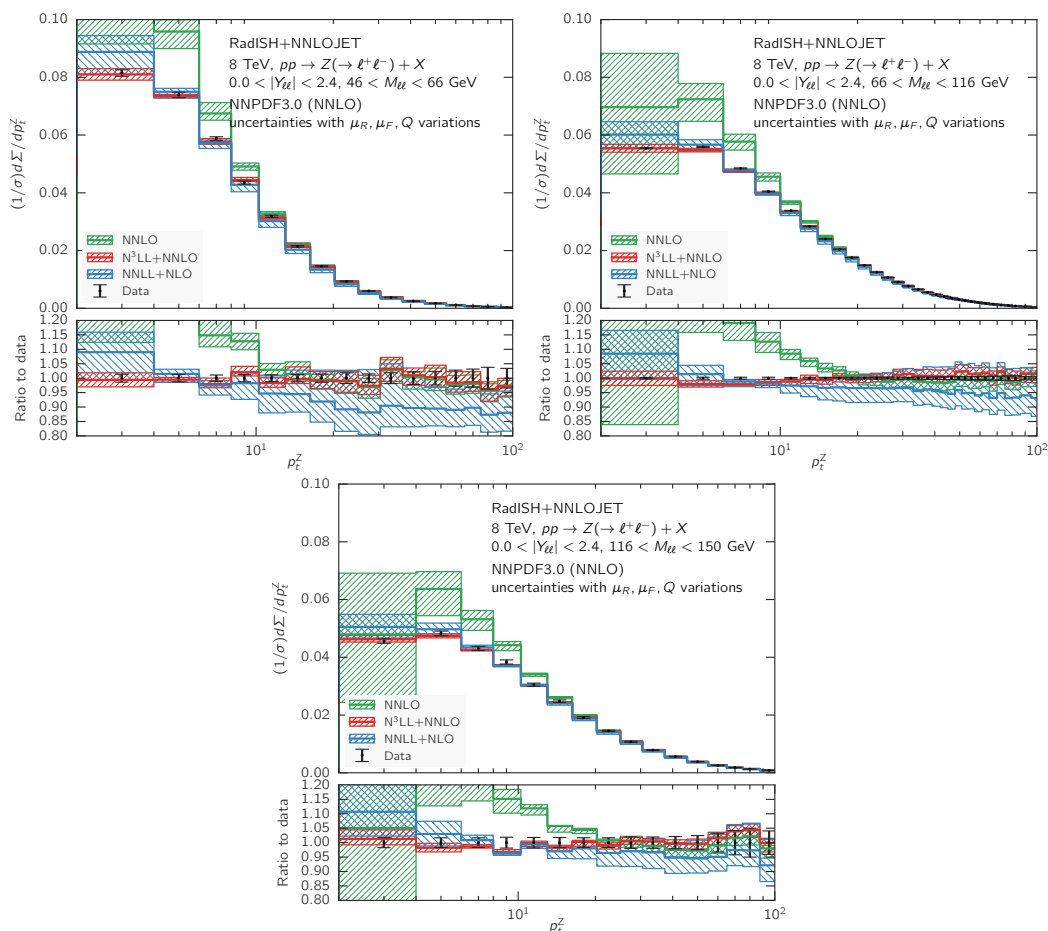 0.10
0.08
0.06
0.04
0.02
0.00
(1/σ)dΣ/dp_t^Z
RadISH+NNLOJET
8 TeV, pp → Z(→ ℓ⁺ℓ⁻) + X
0.0 < |Y_ℓℓ| < 2.4, 46 < M_ℓℓ < 66 GeV
NNPDF3.0 (NNLO)
uncertainties with μ_R, μ_F, Q variations
NNLO
N³LL+NNLO
NNLL+NLO
Data
1.20
1.15
1.10
1.05
1.00
0.95
0.90
0.85
0.80
Ratio to data
10¹
10²
p_t^Z
0.10
0.08
0.06
0.04
0.02
0.00
(1/σ)dΣ/dp_t^Z
RadISH+NNLOJET
8 TeV, pp → Z(→ ℓ⁺ℓ⁻) + X
0.0 < |Y_ℓℓ| < 2.4, 66 < M_ℓℓ < 116 GeV
NNPDF3.0 (NNLO)
uncertainties with μ_R, μ_F, Q variations
NNLO
N³LL+NNLO
NNLL+NLO
Data
1.20
1.15
1.10
1.05
1.00
0.95
0.90
0.85
0.80
Ratio to data
10¹
10²
p_t^Z
0.10
0.08
0.06
0.04
0.02
0.00
(1/σ)dΣ/dp_t^Z
RadISH+NNLOJET
8 TeV, pp → Z(→ ℓ⁺ℓ⁻) + X
0.0 < |Y_ℓℓ| < 2.4, 116 < M_ℓℓ < 150 GeV
NNPDF3.0 (NNLO)
uncertainties with μ_R, μ_F, Q variations
NNLO
N³LL+NNLO
NNLL+NLO
Data
1.20
1.15
1.10
1.05
1.00
0.95
0.90
0.85
0.80
Ratio to data
10¹
10²
p_t^Z